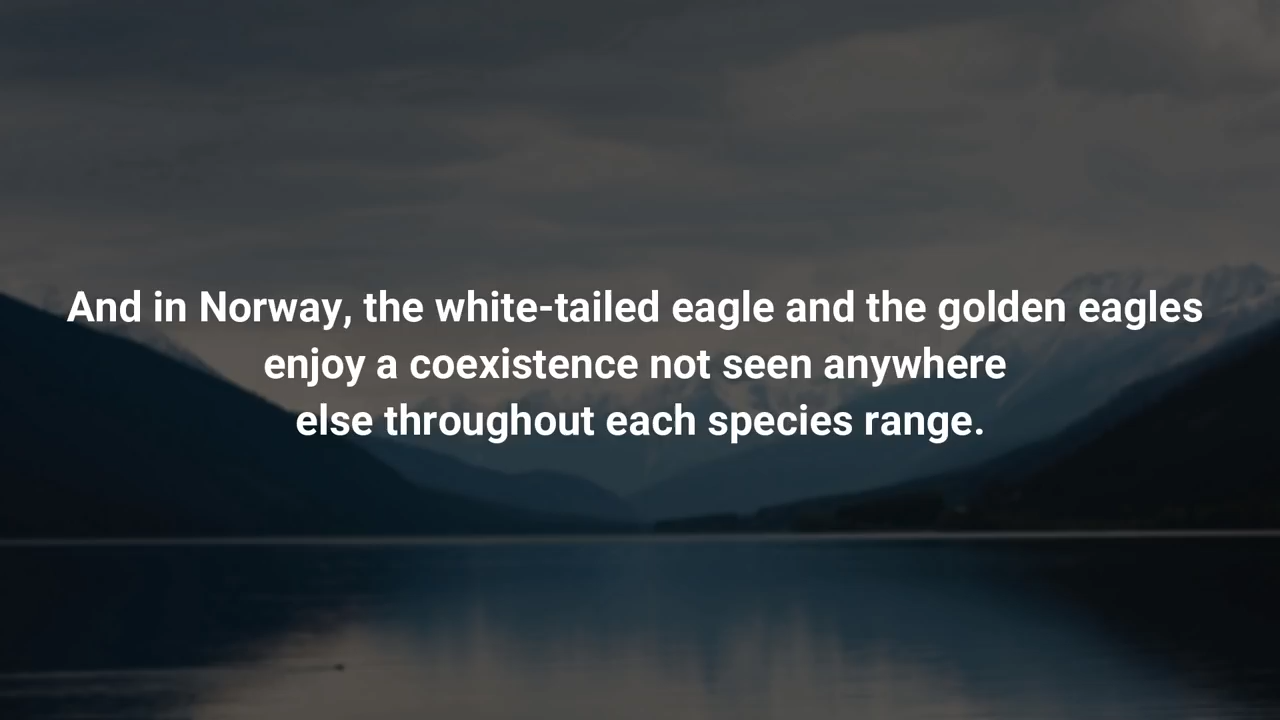 And in Norway, the white-tailed eagle and the golden eagles
enjoy a coexistence not seen anywhere
else throughout each species range.